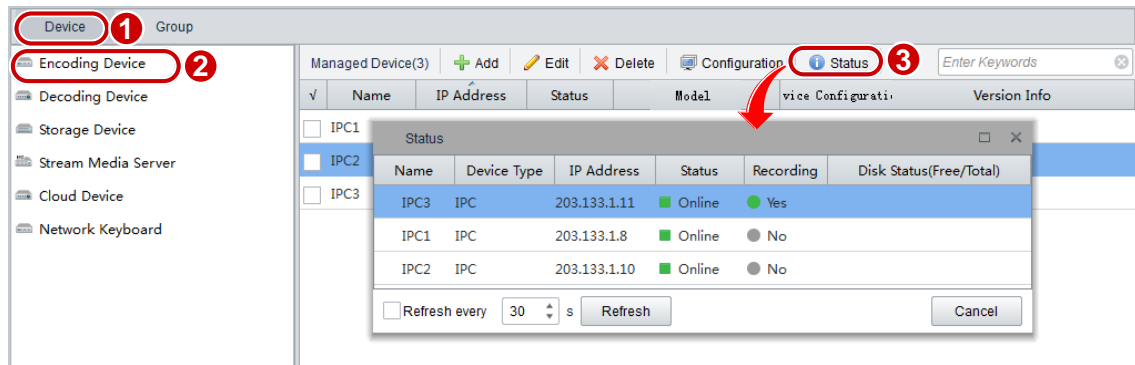 Device 1 Group
Encoding Device 2
Decoding Device
Storage Device
Stream Media Server
Cloud Device
Network Keyboard
Managed Device(3) Add Edit Delete Configuration Status 3 Enter Keywords
√ Name IP Address Status Model vice Configurati Version Info
IPC1
IPC2
IPC3
Status
Name Device Type IP Address Status Recording Disk Status(Free/Total)
IPC3 IPC 203.133.1.11 Online Yes
IPC1 IPC 203.133.1.8 Online No
IPC2 IPC 203.133.1.10 Online No
Refresh every 30 s Refresh Cancel